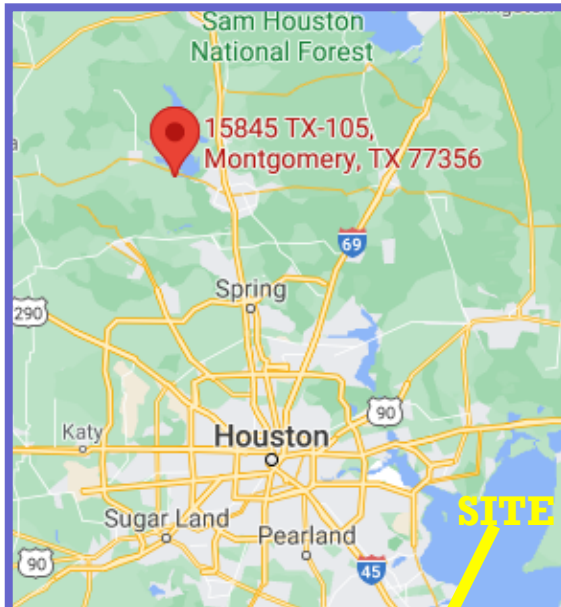 Sam Houston
National Forest
15845 TX-105,
Montgomery, TX 77356
69
Spring
290
90
Katy
Houston
SITE
Sugar Land
Pearland
90
45